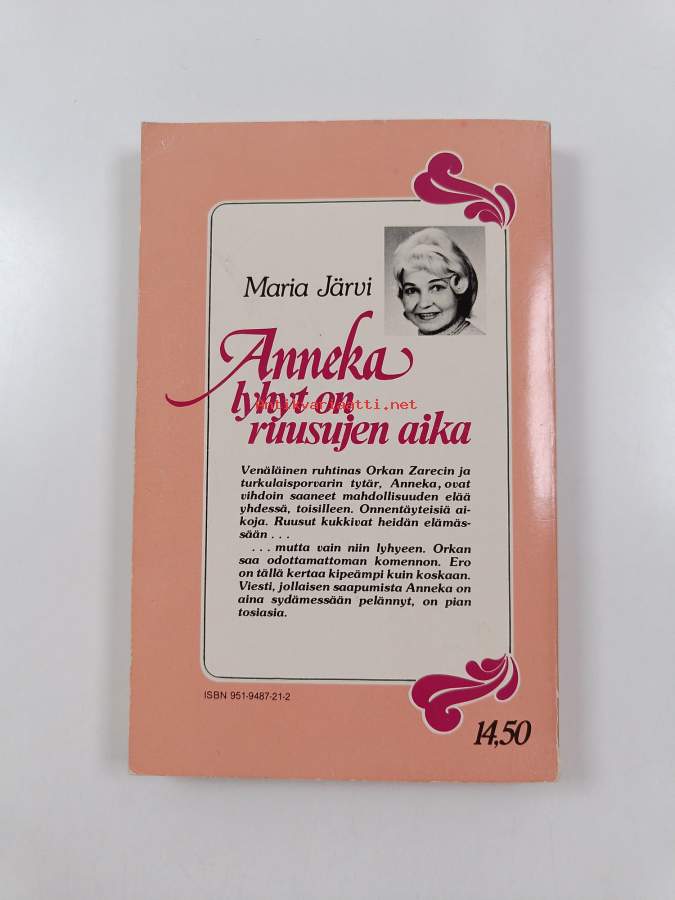 Maria Järvi
Anneka
lyhyt on
Antikvariaatti.net
ruusujen aika
Venäläinen ruhtinas Orkan Zarecin ja
turkulaisporvarin tytär, Anneka, ovat
vihdoin saaneet mahdollisuuden elää
yhdessä, toisilleen. Onnentäyteisiä ai-
koja. Ruusut kukkivat heidän elämäs-
sään . . .
. . . mutta vain niin lyhyeen. Orkan
saa odottamattoman komennon. Ero
on tällä kertaa kipeämpi kuin koskaan.
Viesti, jollaisen saapumista Anneka on
aina sydämessään pelännyt, on pian
tosiasia.
ISBN 951-9487-21-2
14,50